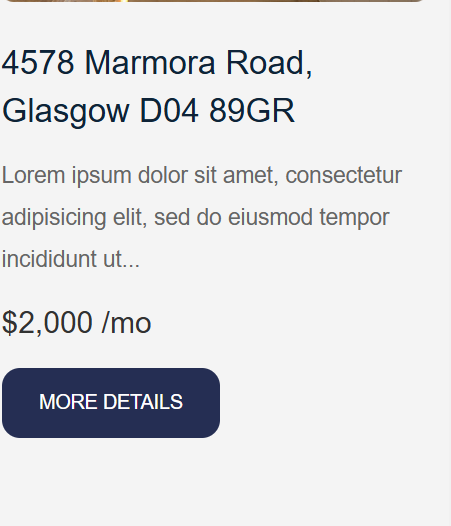 4578 Marmora Road,
Glasgow D04 89GR
Lorem ipsum dolor sit amet, consectetur
adipisicing elit, sed do eiusmod tempor
incididunt ut...
$2,000 /mo
MORE DETAILS